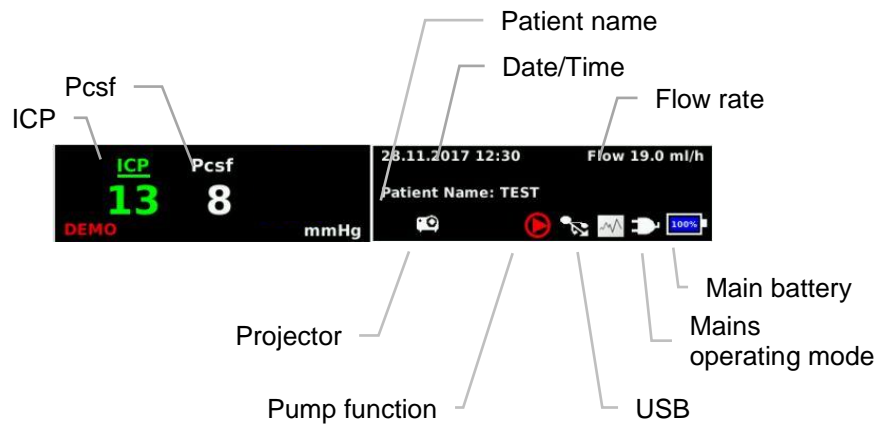 Patient name
Date/Time
Pcsf
Flow rate
ICP
28.11.2017 12:30 Flow 19.0 ml/h
ICP Pcsf
Patient Name: TEST
13 8
DEMO mmHg
100%
Main battery
Projector
Mains
operating mode
Pump function
USB